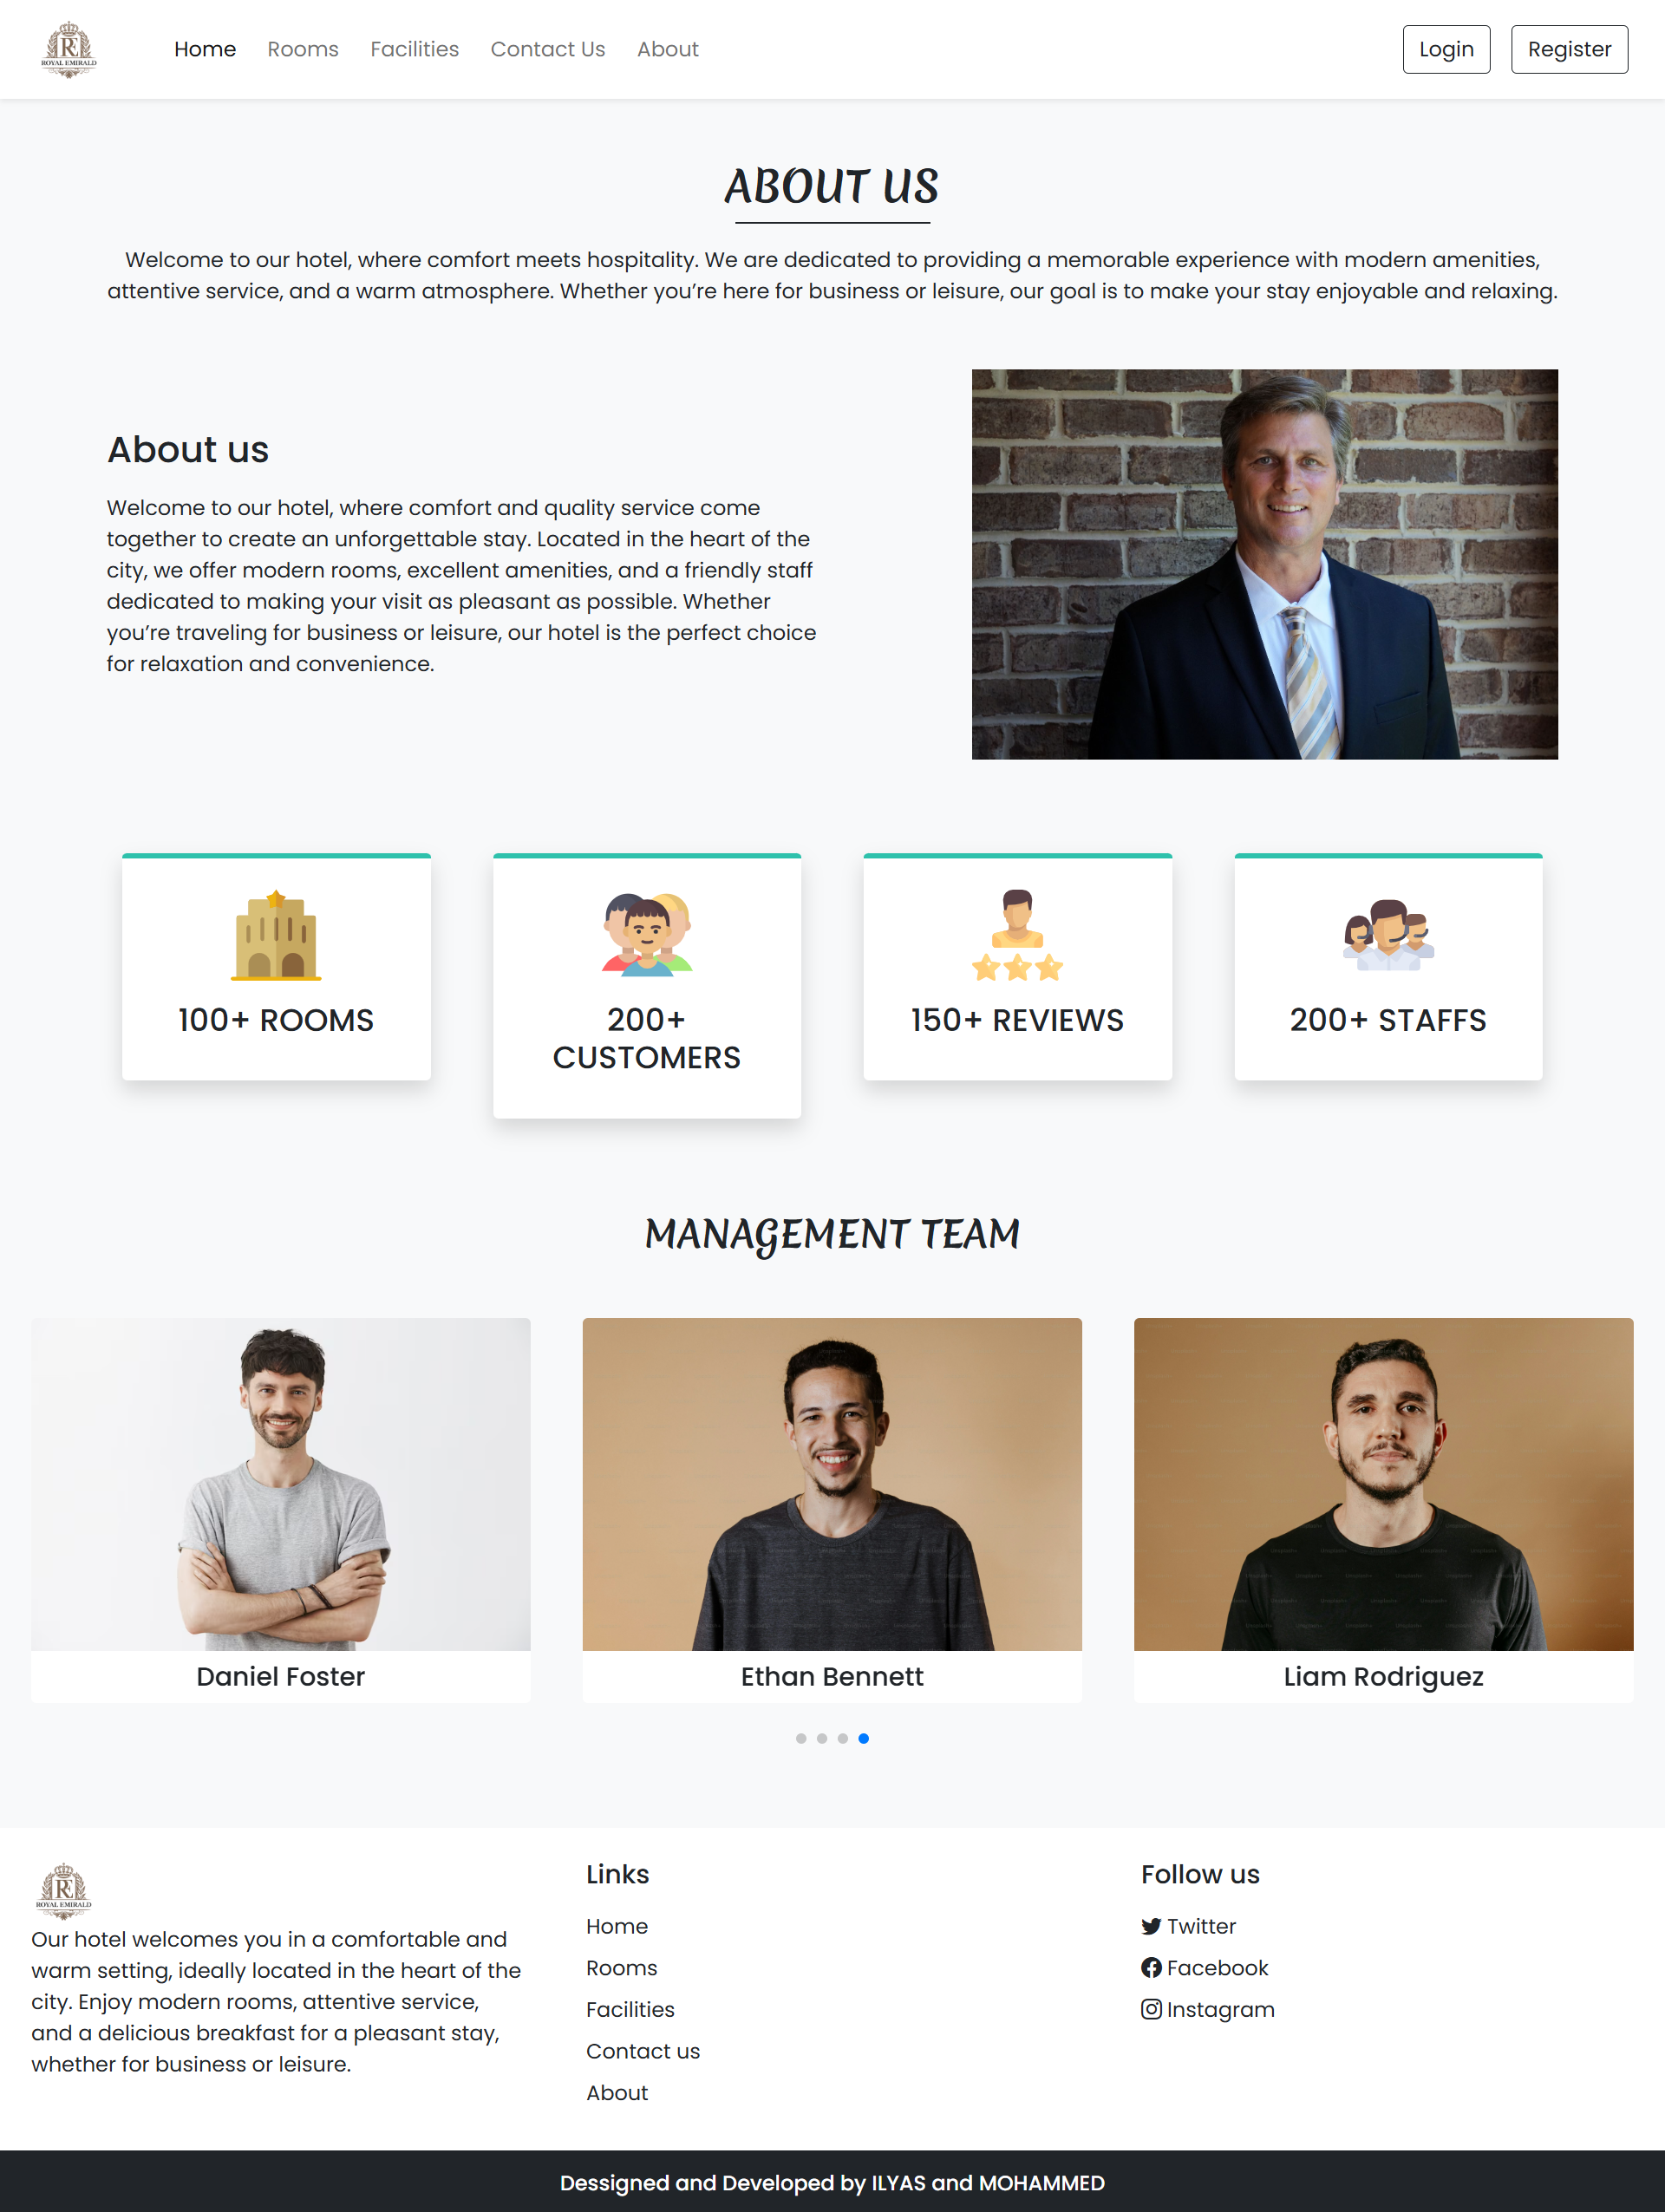 RE
ROYAL EMIRALD
Home
Rooms
Facilities
Contact Us
About
Login
Register
ABOUT US
Welcome to our hotel, where comfort meets hospitality. We are dedicated to providing a memorable experience with modern amenities,
attentive service, and a warm atmosphere. Whether you’re here for business or leisure, our goal is to make your stay enjoyable and relaxing.
About us
Welcome to our hotel, where comfort and quality service come
together to create an unforgettable stay. Located in the heart of the
city, we offer modern rooms, excellent amenities, and a friendly staff
dedicated to making your visit as pleasant as possible. Whether
you’re traveling for business or leisure, our hotel is the perfect choice
for relaxation and convenience.
100+ ROOMS
200+
CUSTOMERS
150+ REVIEWS
200+ STAFFS
MANAGEMENT TEAM
Daniel Foster
Ethan Bennett
Liam Rodriguez
RE
ROYAL EMIRALD
Our hotel welcomes you in a comfortable and
warm setting, ideally located in the heart of the
city. Enjoy modern rooms, attentive service,
and a delicious breakfast for a pleasant stay,
whether for business or leisure.
Links
Home
Rooms
Facilities
Contact us
About
Follow us
Twitter
Facebook
Instagram
Dessigned and Developed by ILYAS and MOHAMMED